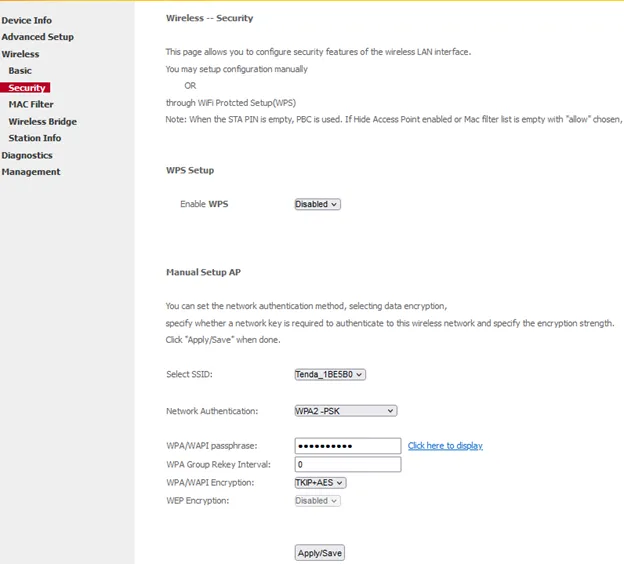 Device Info
Advanced Setup
Wireless
Basic
Security
MAC Filter
Wireless Bridge
Station Info
Diagnostics
Management
Wireless -- Security
This page allows you to configure security features of the wireless LAN interface.
You may setup configuration manually
OR
through WiFi Protcted Setup(WPS)
Note: When the STA PIN is empty, PBC is used. If Hide Access Point enabled or Mac filter list is empty with "allow" chosen,
WPS Setup
Enable WPS Disabled
Manual Setup AP
You can set the network authentication method, selecting data encryption,
specify whether a network key is required to authenticate to this wireless network and specify the encryption strength.
Click "Apply/Save" when done.
Select SSID: Tenda_1BE5B0
Network Authentication: WPA2 -PSK
WPA/WAPI passphrase: •••••••••• Click here to display
WPA Group Rekey Interval: 0
WPA/WAPI Encryption: TKIP+AES
WEP Encryption: Disabled
Apply/Save